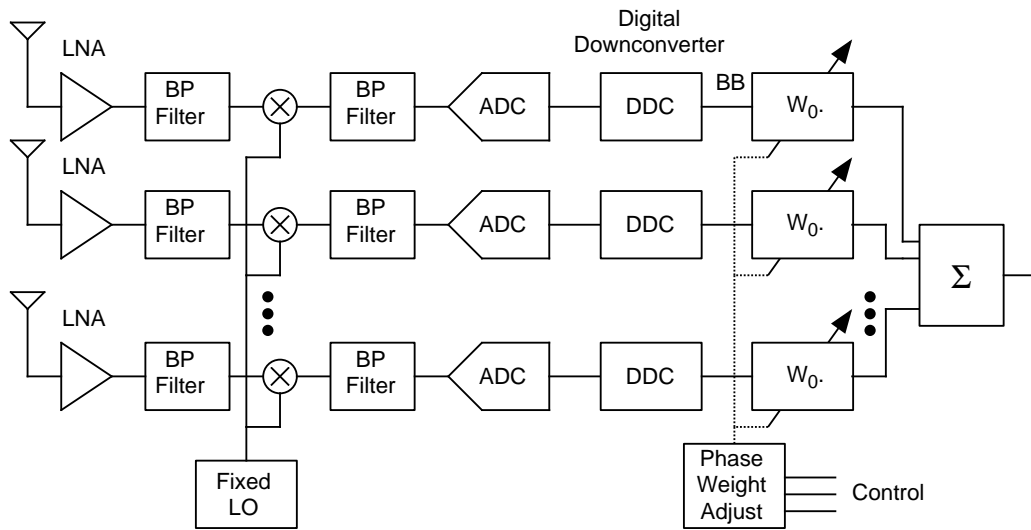 Digital
Downconverter
LNA
BP
Filter
BP
Filter
ADC
DDC
BB
W0.
LNA
BP
Filter
BP
Filter
ADC
DDC
W0.
Σ
LNA
BP
Filter
BP
Filter
ADC
DDC
W0.
Fixed
LO
Phase
Weight
Adjust
Control